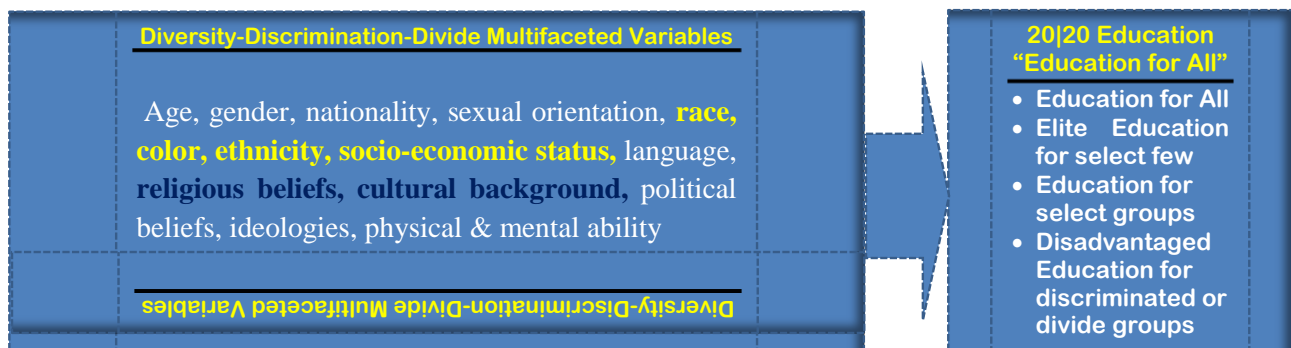 Diversity-Discrimination-Divide Multifaceted Variables
Age, gender, nationality, sexual orientation, race,
color, ethnicity, socio-economic status, language,
religious beliefs, cultural background, political
beliefs, ideologies, physical & mental ability
Diversity-Discrimination-Divide Multifaceted Variables
20|20 Education
“Education for All”
• Education for All
• Elite Education
for select few
• Education for
select groups
• Disadvantaged
Education for
discriminated or
divide groups